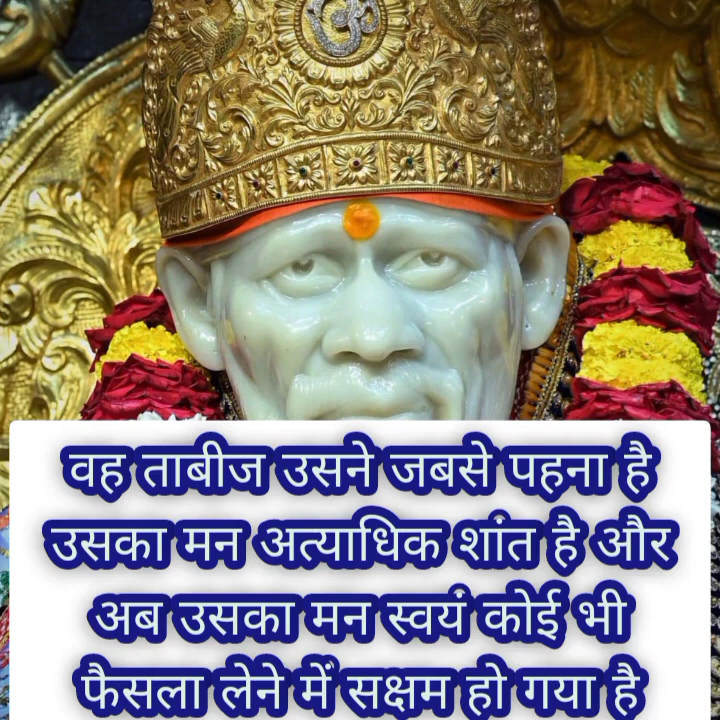 ॐ
वह ताबीज उसने जबसे पहना है
उसका मन अत्याधिक शांत है और
अब उसका मन स्वयं कोई भी
फैसला लेने में सक्षम हो गया है